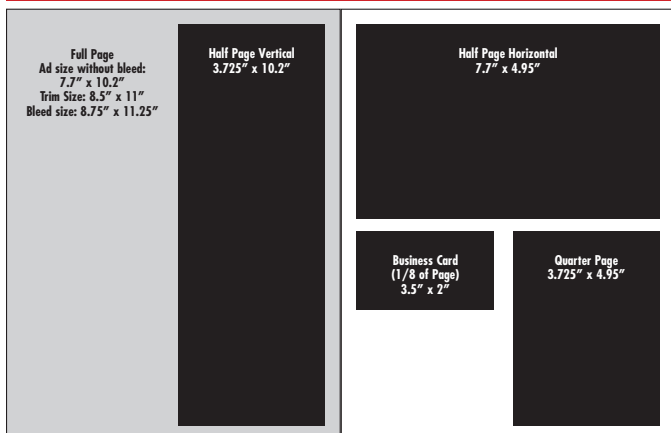 Full Page
Ad size without bleed:
7.7″ x 10.2″
Trim Size: 8.5″ x 11″
Bleed size: 8.75″ x 11.25″
Half Page Vertical
3.725″ x 10.2″
Half Page Horizontal
7.7″ x 4.95″
Business Card
(1/8 of Page)
3.5″ x 2″
Quarter Page
3.725″ x 4.95″